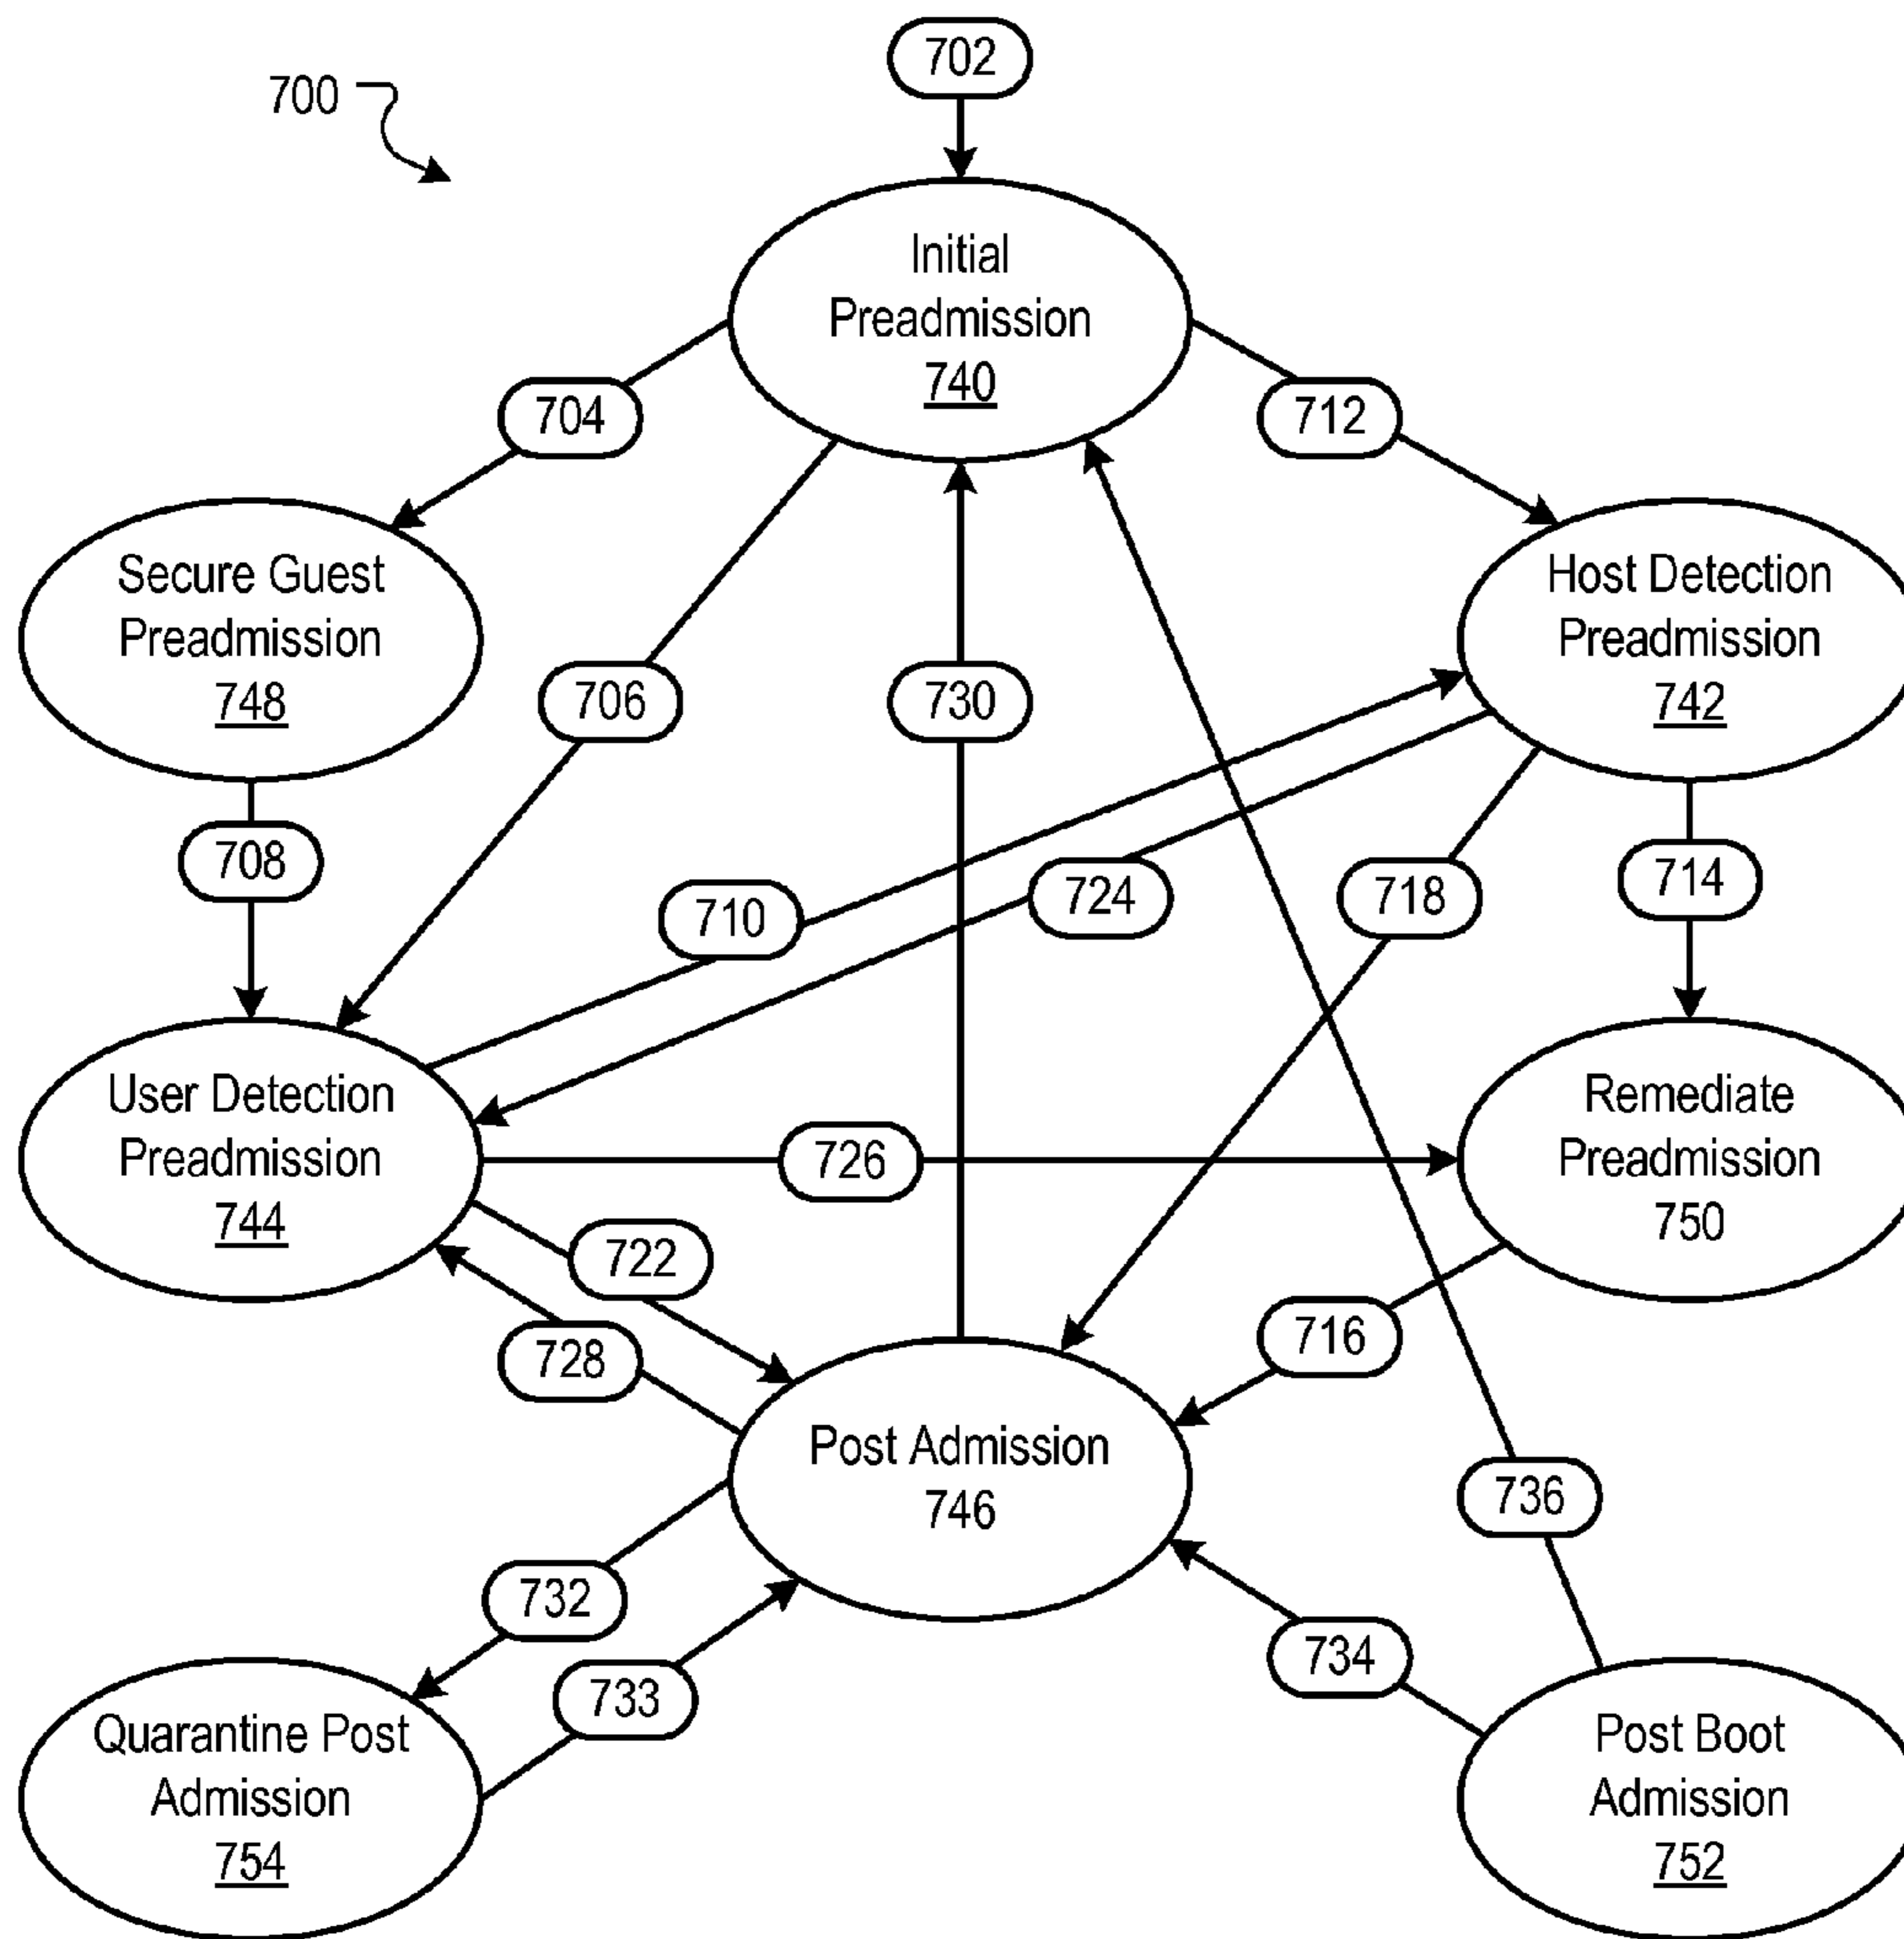 702
700
Initial
Preadmission
740
704
712
Secure Guest
Preadmission
748
Host Detection
Preadmission
742
706
730
708
710
724
718
714
User Detection
Preadmission
744
726
Remediate
Preadmission
750
722
728
716
Post Admission
746
736
732
733
734
Quarantine Post
Admission
754
Post Boot
Admission
752